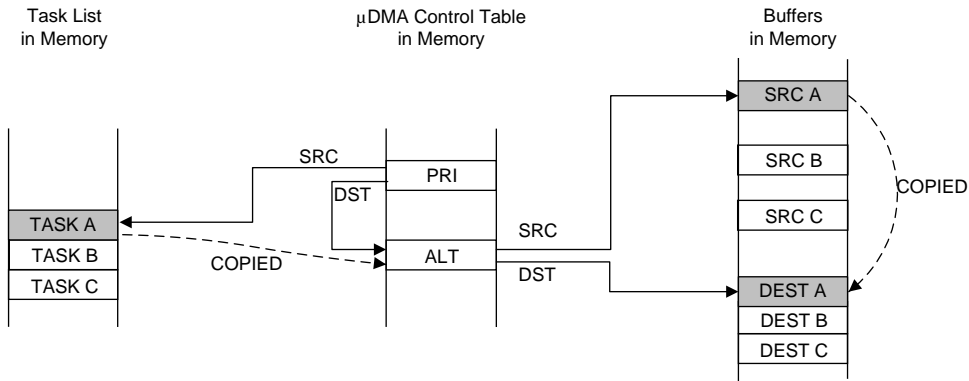 Task List
in Memory
µDMA Control Table
in Memory
Buffers
in Memory
SRC A
SRC
PRI
SRC B
DST
COPIED
TASK A
SRC C
SRC
TASK B
COPIED
ALT
DST
TASK C
DEST A
DEST B
DEST C